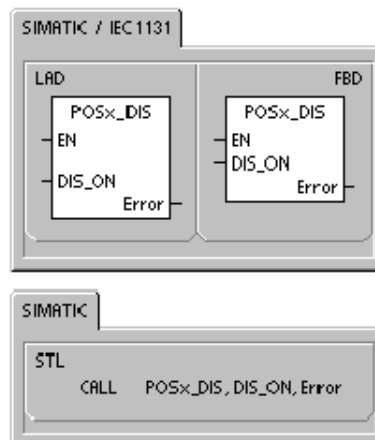 SIMATIC / IEC1131
LAD
FBD
POSx_DIS
EN
DIS_ON
Error
POSx_DIS
EN
DIS_ON
Error
SIMATIC
STL
CALL POSx_DIS, DIS_ON, Error